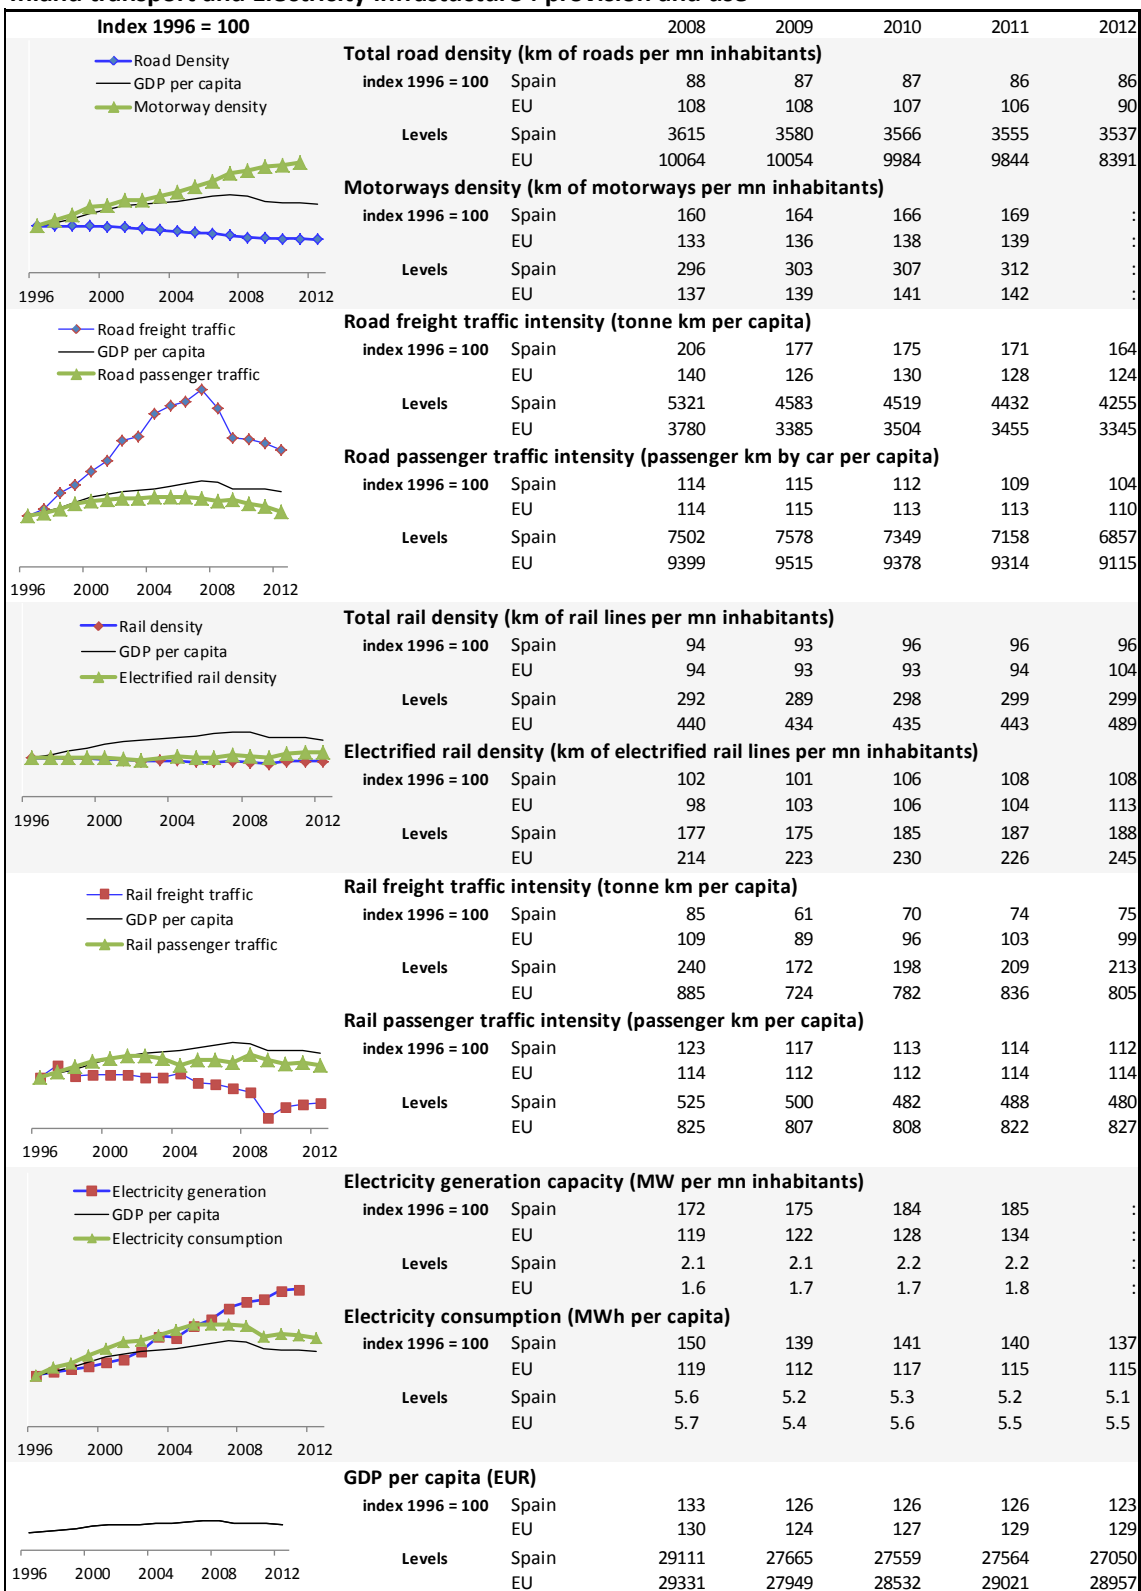 Inland transport and Electricity infrastucture : provision and use
Index 1996 = 100 2008 2009 2010 2011 2012
Road Density
GDP per capita
Motorway density
1996 2000 2004 2008 2012
Total road density (km of roads per mn inhabitants)
index 1996 = 100 Spain 88 87 87 86 86
EU 108 108 107 106 90
Levels Spain 3615 3580 3566 3555 3537
EU 10064 10054 9984 9844 8391
Motorways density (km of motorways per mn inhabitants)
index 1996 = 100 Spain 160 164 166 169 :
EU 133 136 138 139 :
Levels Spain 296 303 307 312 :
EU 137 139 141 142 :
Road freight traffic
GDP per capita
Road passenger traffic
1996 2000 2004 2008 2012
Road freight traffic intensity (tonne km per capita)
index 1996 = 100 Spain 206 177 175 171 164
EU 140 126 130 128 124
Levels Spain 5321 4583 4519 4432 4255
EU 3780 3385 3504 3455 3345
Road passenger traffic intensity (passenger km by car per capita)
index 1996 = 100 Spain 114 115 112 109 104
EU 114 115 113 113 110
Levels Spain 7502 7578 7349 7158 6857
EU 9399 9515 9378 9314 9115
Rail density
GDP per capita
Electrified rail density
1996 2000 2004 2008 2012
Total rail density (km of rail lines per mn inhabitants)
index 1996 = 100 Spain 94 93 96 96 96
EU 94 93 93 94 104
Levels Spain 292 289 298 299 299
EU 440 434 435 443 489
Electrified rail density (km of electrified rail lines per mn inhabitants)
index 1996 = 100 Spain 102 101 106 108 108
EU 98 103 106 104 113
Levels Spain 177 175 185 187 188
EU 214 223 230 226 245
Rail freight traffic
GDP per capita
Rail passenger traffic
1996 2000 2004 2008 2012
Rail freight traffic intensity (tonne km per capita)
index 1996 = 100 Spain 85 61 70 74 75
EU 109 89 96 103 99
Levels Spain 240 172 198 209 213
EU 885 724 782 836 805
Rail passenger traffic intensity (passenger km per capita)
index 1996 = 100 Spain 123 117 113 114 112
EU 114 112 112 114 114
Levels Spain 525 500 482 488 480
EU 825 807 808 822 827
Electricity generation
GDP per capita
Electricity consumption
1996 2000 2004 2008 2012
Electricity generation capacity (MW per mn inhabitants)
index 1996 = 100 Spain 172 175 184 185 :
EU 119 122 128 134 :
Levels Spain 2.1 2.1 2.2 2.2 :
EU 1.6 1.7 1.7 1.8 :
Electricity consumption (MWh per capita)
index 1996 = 100 Spain 150 139 141 140 137
EU 119 112 117 115 115
Levels Spain 5.6 5.2 5.3 5.2 5.1
EU 5.7 5.4 5.6 5.5 5.5
1996 2000 2004 2008 2012
GDP per capita (EUR)
index 1996 = 100 Spain 133 126 126 126 123
EU 130 124 127 129 129
Levels Spain 29111 27665 27559 27564 27050
EU 29331 27949 28532 29021 28957